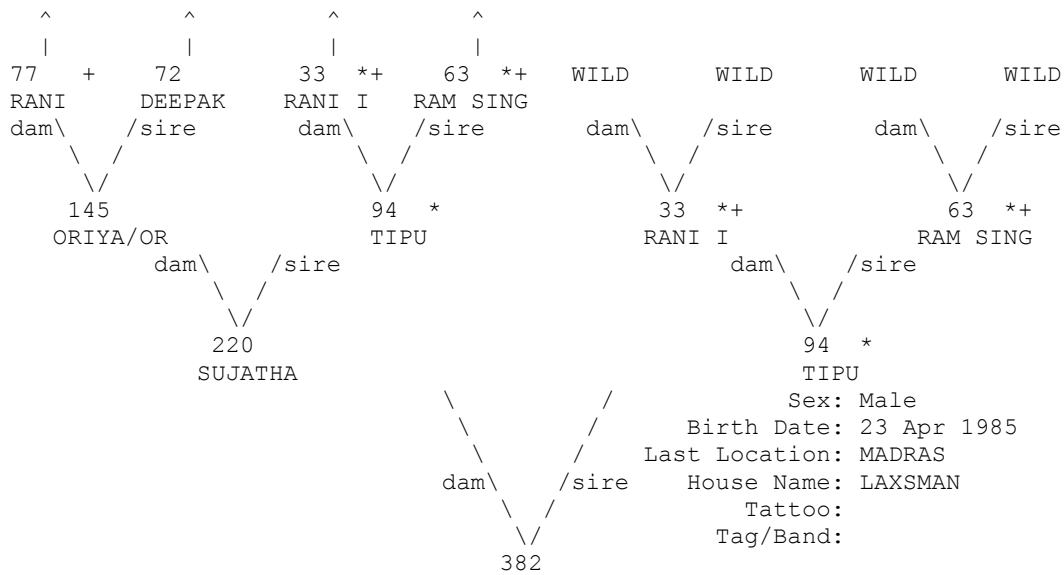 ^ ^ ^ ^
| | | |
77 + 72 33 *+ 63 *+ WILD WILD WILD WILD
RANI DEEPAK RANI I RAM SING
dam\ /sire dam\ /sire dam\ /sire dam\ /sire
\ / \ / \ / \ /
\/ \/ \/ \/
145 94 * 33 *+ 63 *+
ORIYA/OR TIPU RANI I RAM SING
dam\ /sire dam\ /sire
\ / \ /
\/ \/
220 94 *
SUJATHA TIPU
\ / Sex: Male
\ / Birth Date: 23 Apr 1985
\ / Last Location: MADRAS
dam\ /sire House Name: LAXSMAN
\ / Tattoo:
\/ Tag/Band:
382